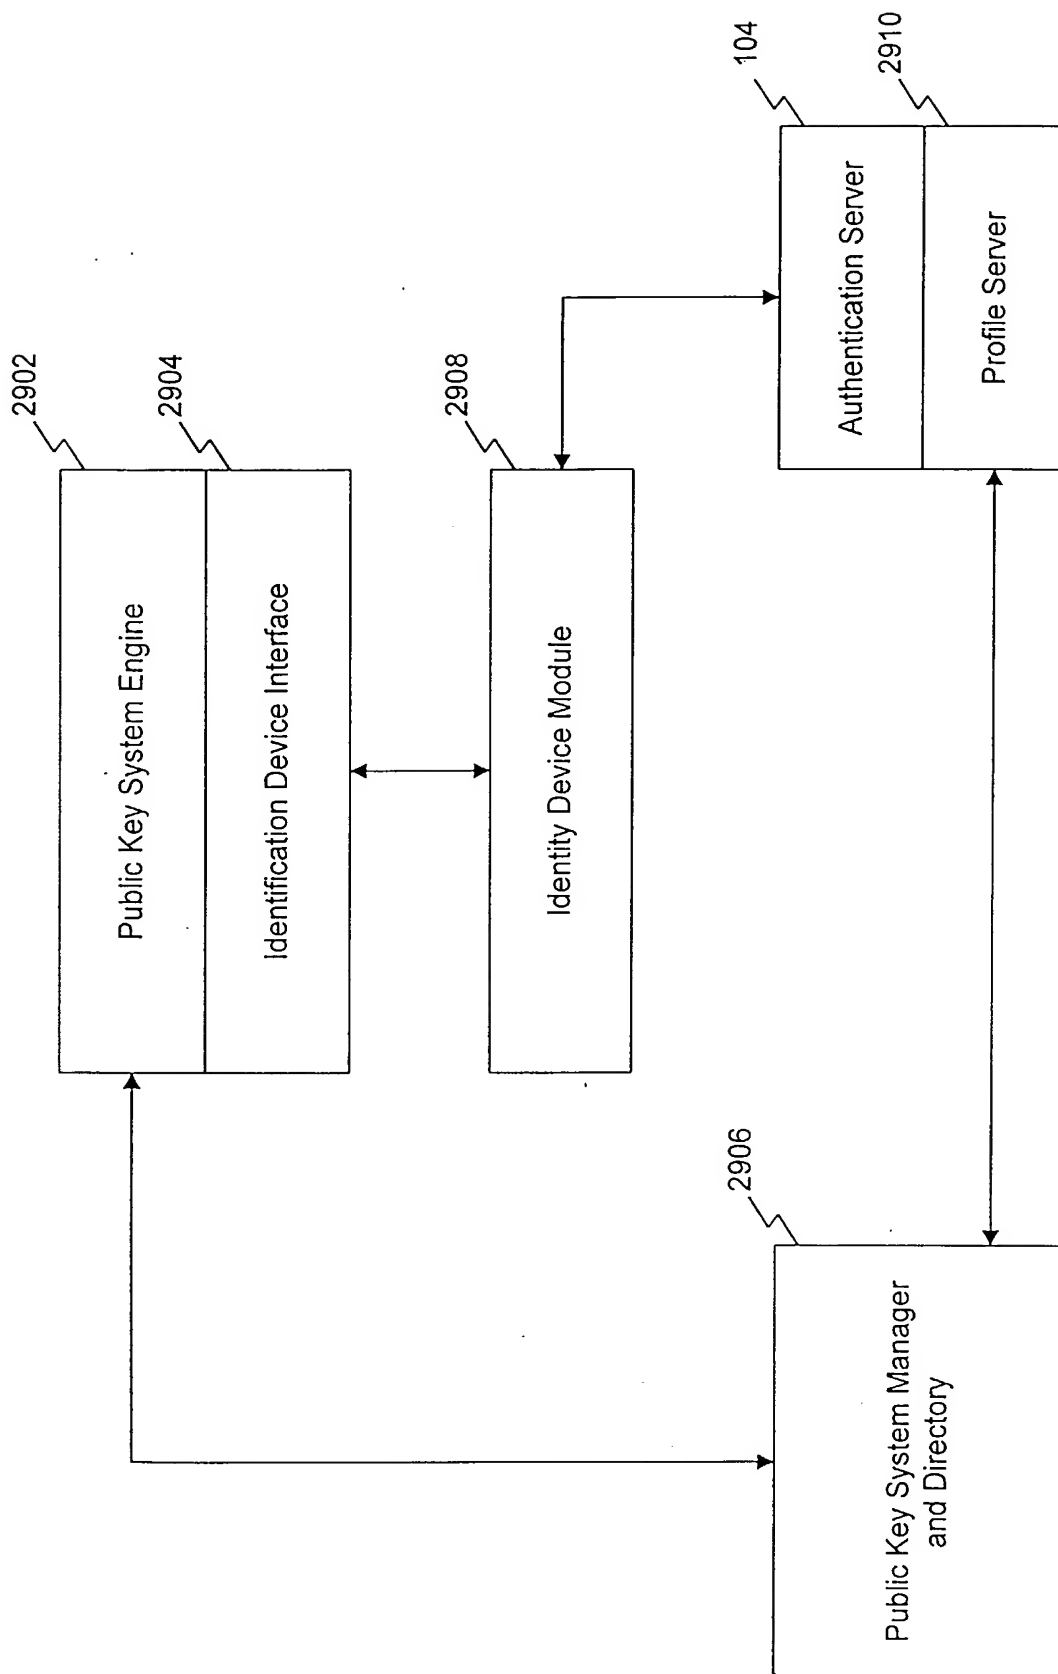 2902
Public Key System Engine
2904
Identification Device Interface
2908
Identity Device Module
2906
Public Key System Manager
and Directory
104
Authentication Server
2910
Profile Server